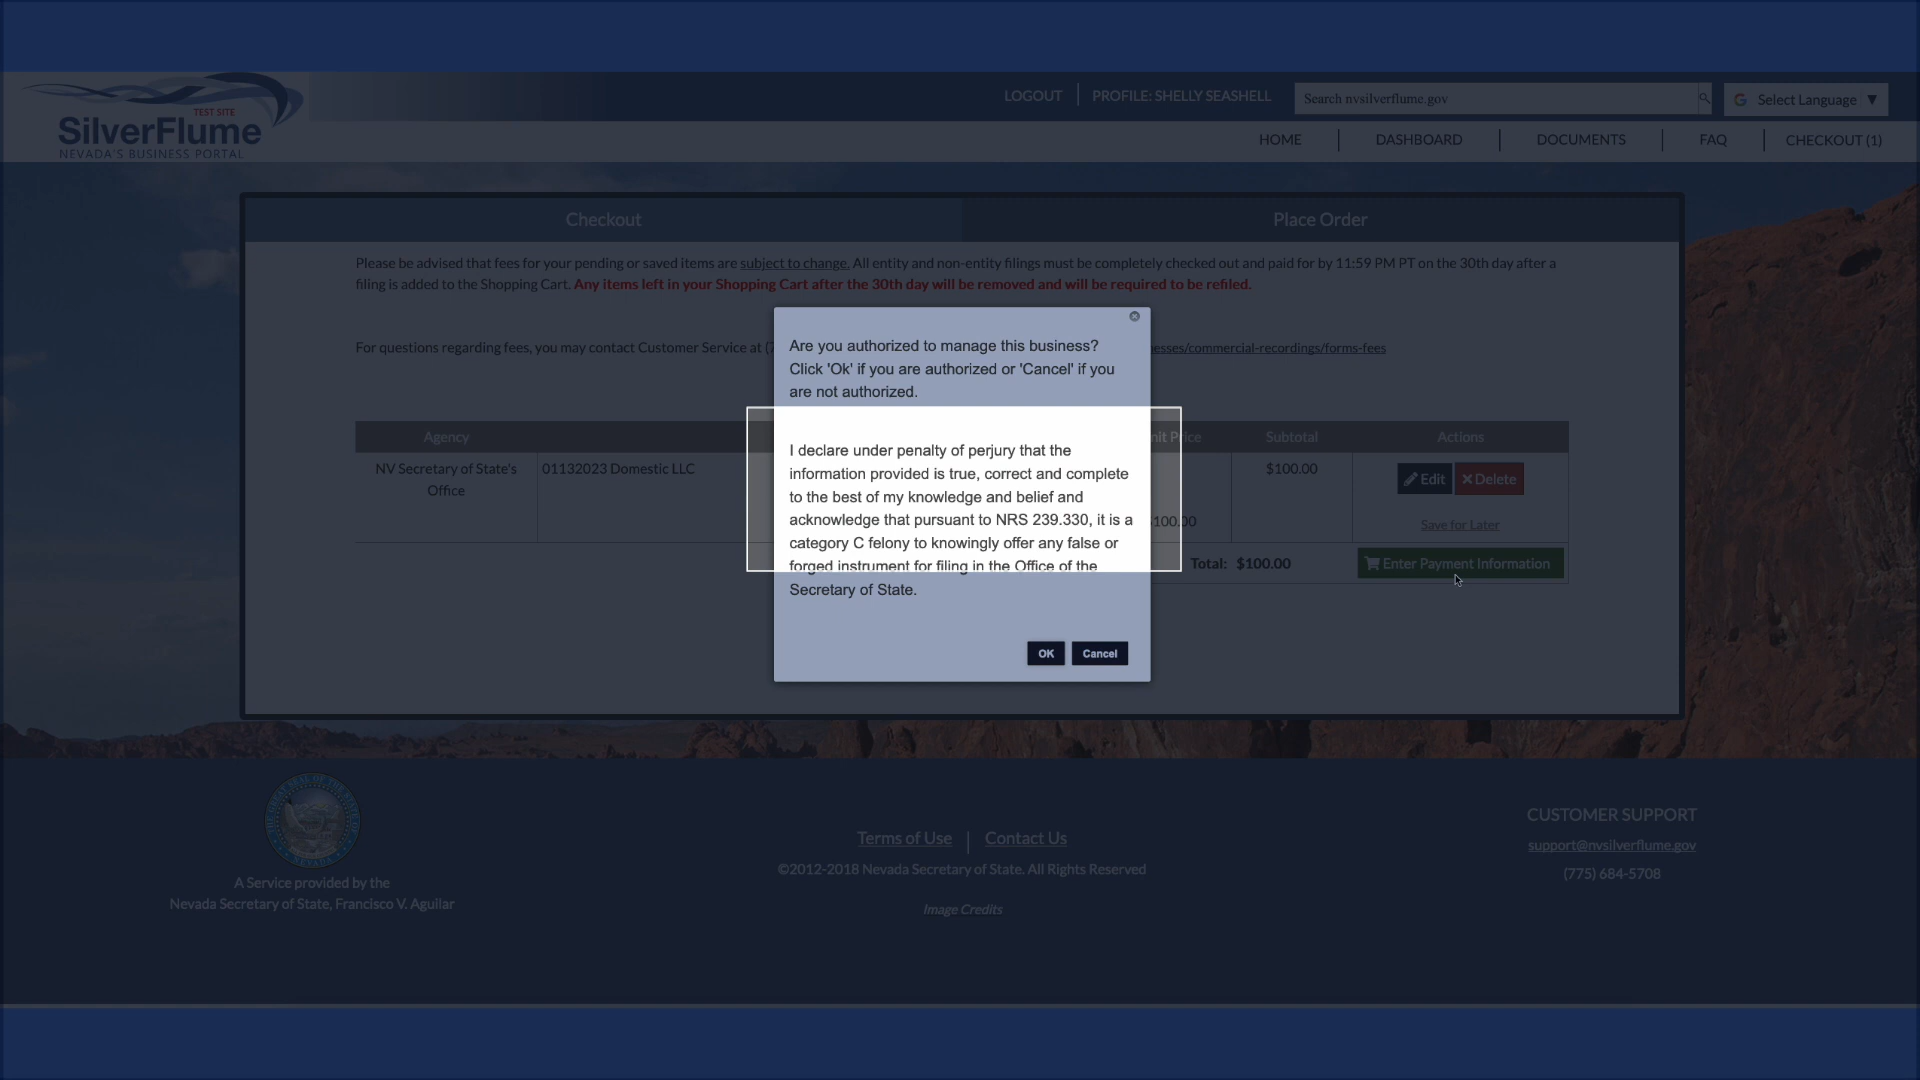 LOGOUT
PROFILE: SHELLY SEASHELL
Search nvsilverflume.gov
Select Language ▼
TEST SITE
SilverFlume
NEVADA'S BUSINESS PORTAL
HOME
DASHBOARD
DOCUMENTS
FAQ
CHECKOUT (1)
Checkout
Place Order
Please be advised that fees for your pending or saved items are subject to change. All entity and non-entity filings must be completely checked out and paid for by 11:59 PM PT on the 30th day after a
filing is added to the Shopping Cart. Any items left in your Shopping Cart after the 30th day will be removed and will be required to be refiled.
For questions regarding fees, you may contact Customer Service at
/commercial-recordings/forms-fees
Are you authorized to manage this business?
Click 'Ok' if you are authorized or 'Cancel' if you
are not authorized.
I declare under penalty of perjury that the
information provided is true, correct and complete
to the best of my knowledge and belief and
acknowledge that pursuant to NRS 239.330, it is a
category C felony to knowingly offer any false or
forged instrument for filing in the Office of the
Secretary of State.
OK
Cancel
Agency
Price
Subtotal
Actions
NV Secretary of State's
Office
01132023 Domestic LLC
$100.00
Edit
Delete
100.00
Save for Later
Total: $100.00
Enter Payment Information
A Service provided by the
Nevada Secretary of State, Francisco V. Aguilar
Terms of Use
Contact Us
©2012-2018 Nevada Secretary of State. All Rights Reserved
Image Credits
CUSTOMER SUPPORT
support@nvsilverflume.gov
(775) 684-5708